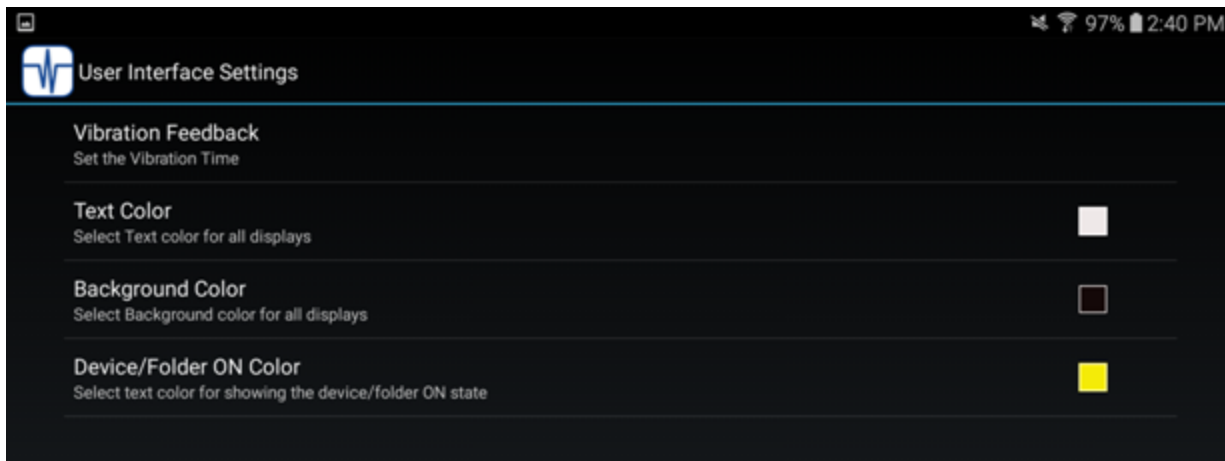 97% 2:40 PM
User Interface Settings
Vibration Feedback
Set the Vibration Time
Text Color
Select Text color for all displays
Background Color
Select Background color for all displays
Device/Folder ON Color
Select text color for showing the device/folder ON state